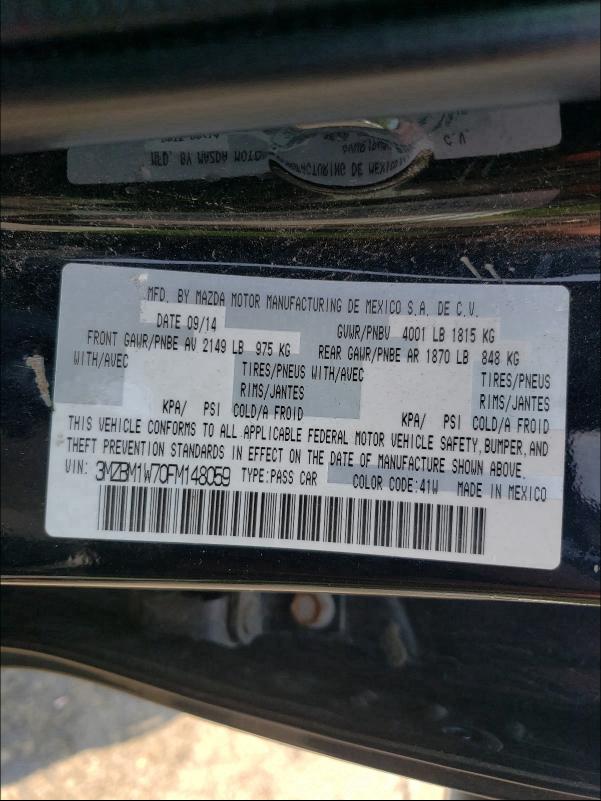 MFD. BY MAZDA MOTOR MANUFACTURING DE MEXICO S.A. DE C.V.
DATE 09/14 GVWR/PNBV 4001 LB 1815 KG
FRONT GAWR/PNBE AV 2149 LB 975 KG REAR GAWR/PNBE AR 1870 LB 848 KG
WITH/AVEC TIRES/PNEUS WITH/AVEC TIRES/PNEUS
RIMS/JANTES RIMS/JANTES
KPA/ PSI COLD/A FROID KPA/ PSI COLD/A FROID
THIS VEHICLE CONFORMS TO ALL APPLICABLE FEDERAL MOTOR VEHICLE SAFETY, BUMPER, AND
THEFT PREVENTION STANDARDS IN EFFECT ON THE DATE OF MANUFACTURE SHOWN ABOVE.
VIN: 3MZBM1W70FM148059 TYPE:PASS CAR COLOR CODE:41W MADE IN MEXICO